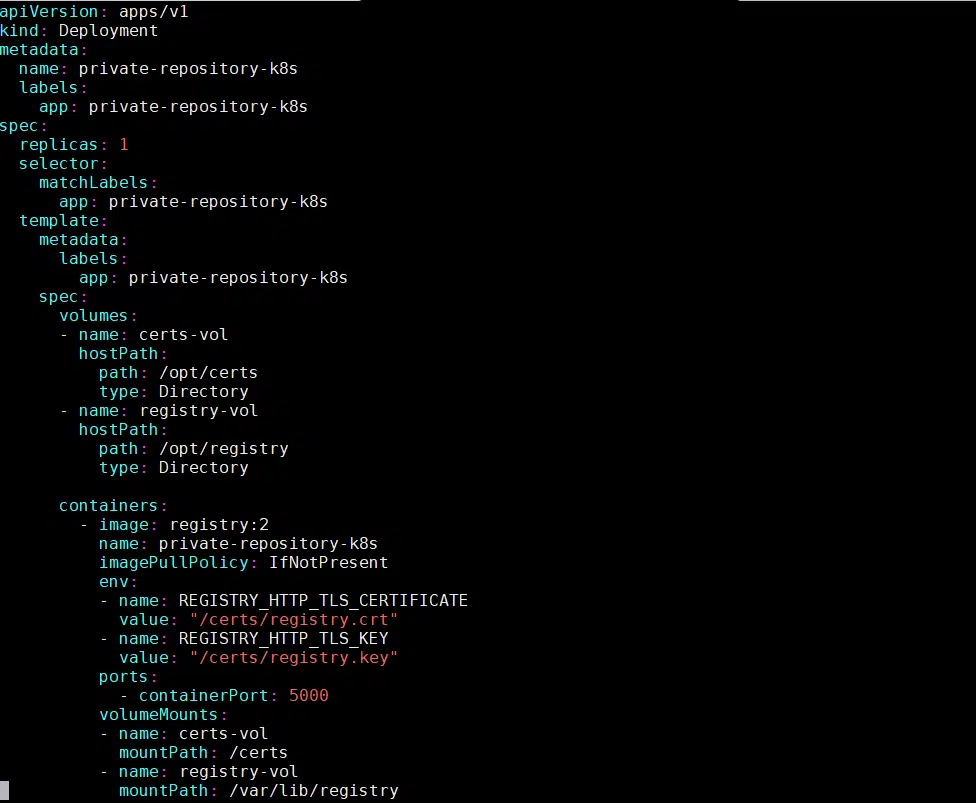 apiVersion: apps/v1
kind: Deployment
metadata:
  name: private-repository-k8s
  labels:
    app: private-repository-k8s
spec:
  replicas: 1
  selector:
    matchLabels:
      app: private-repository-k8s
  template:
    metadata:
      labels:
        app: private-repository-k8s
    spec:
      volumes:
      - name: certs-vol
        hostPath:
          path: /opt/certs
          type: Directory
      - name: registry-vol
        hostPath:
          path: /opt/registry
          type: Directory

      containers:
        - image: registry:2
          name: private-repository-k8s
          imagePullPolicy: IfNotPresent
          env:
          - name: REGISTRY_HTTP_TLS_CERTIFICATE
            value: "/certs/registry.crt"
          - name: REGISTRY_HTTP_TLS_KEY
            value: "/certs/registry.key"
          ports:
            - containerPort: 5000
          volumeMounts:
          - name: certs-vol
            mountPath: /certs
          - name: registry-vol
            mountPath: /var/lib/registry